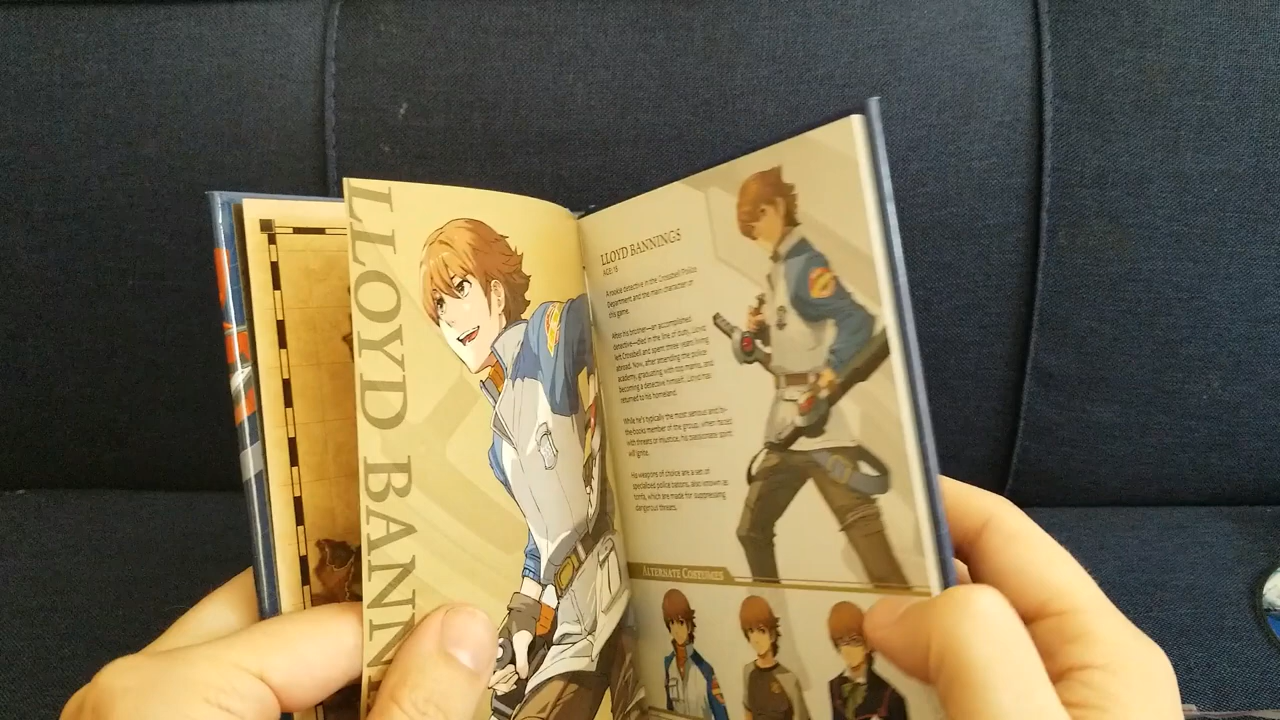 LLOYD BANN
LLOYD BANNINGS
AGE: 18
A rookie detective in the Crossbell Police
Department and the main character of
this game.
After his brother—an accomplished
detective—died in the line of duty, Lloyd
left Crossbell and spent three years living
abroad. Now, after attending the police
academy, graduating with top marks, and
becoming a detective himself, Lloyd has
returned to his homeland.
While he's typically the most serious and by-
the-books member of the group, when faced
with threats or injustice, his passionate spirit
will ignite.
His weapons of choice are a set of
specialized police batons, also known as
tonfa, which are made for suppressing
dangerous threats.
ALTERNATE COSTUMES